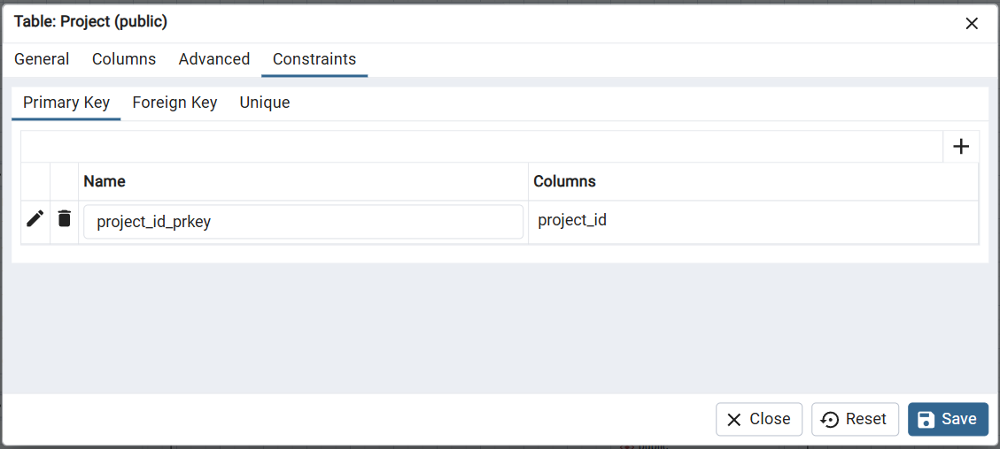 Table: Project (public)
General Columns Advanced Constraints
Primary Key Foreign Key Unique
Name Columns
project_id_prkey project_id
Close Reset Save